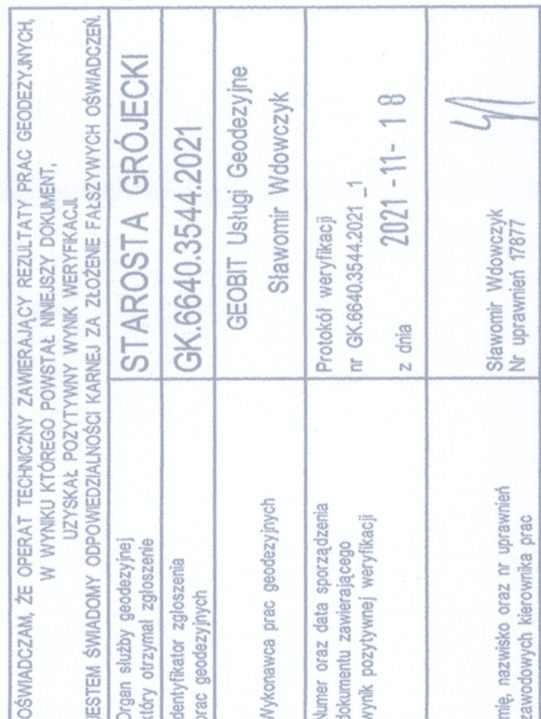 OŚWIADCZAM, ŻE OPERAT TECHNICZNY ZAWIERAJĄCY REZULTATY PRAC GEODEZYJNYCH,
W WYNIKU KTÓREGO POWSTAŁ NINIEJSZY DOKUMENT,
UZYSKAŁ POZYTYWNY WYNIK WERYFIKACJI.
JESTEM ŚWIADOMY ODPOWIEDZIALNOŚCI KARNEJ ZA ZŁOŻENIE FAŁSZYWYCH OŚWIADCZEŃ.
Organ służby geodezyjnej
który otrzymał zgłoszenie
STAROSTA GRÓJECKI
Identyfikator zgłoszenia
prac geodezyjnych
GK.6640.3544.2021
Wykonawca prac geodezyjnych
GEOBIT Usługi Geodezyjne
Sławomir Wdowczyk
Numer oraz data sporządzenia
dokumentu zawierającego
wynik pozytywnej weryfikacji
Protokół weryfikacji
nr GK.6640.3544.2021_1
z dnia 2021-11-18
Imię, nazwisko oraz nr uprawnień
zawodowych kierownika prac
Sławomir Wdowczyk
Nr uprawnień 17877